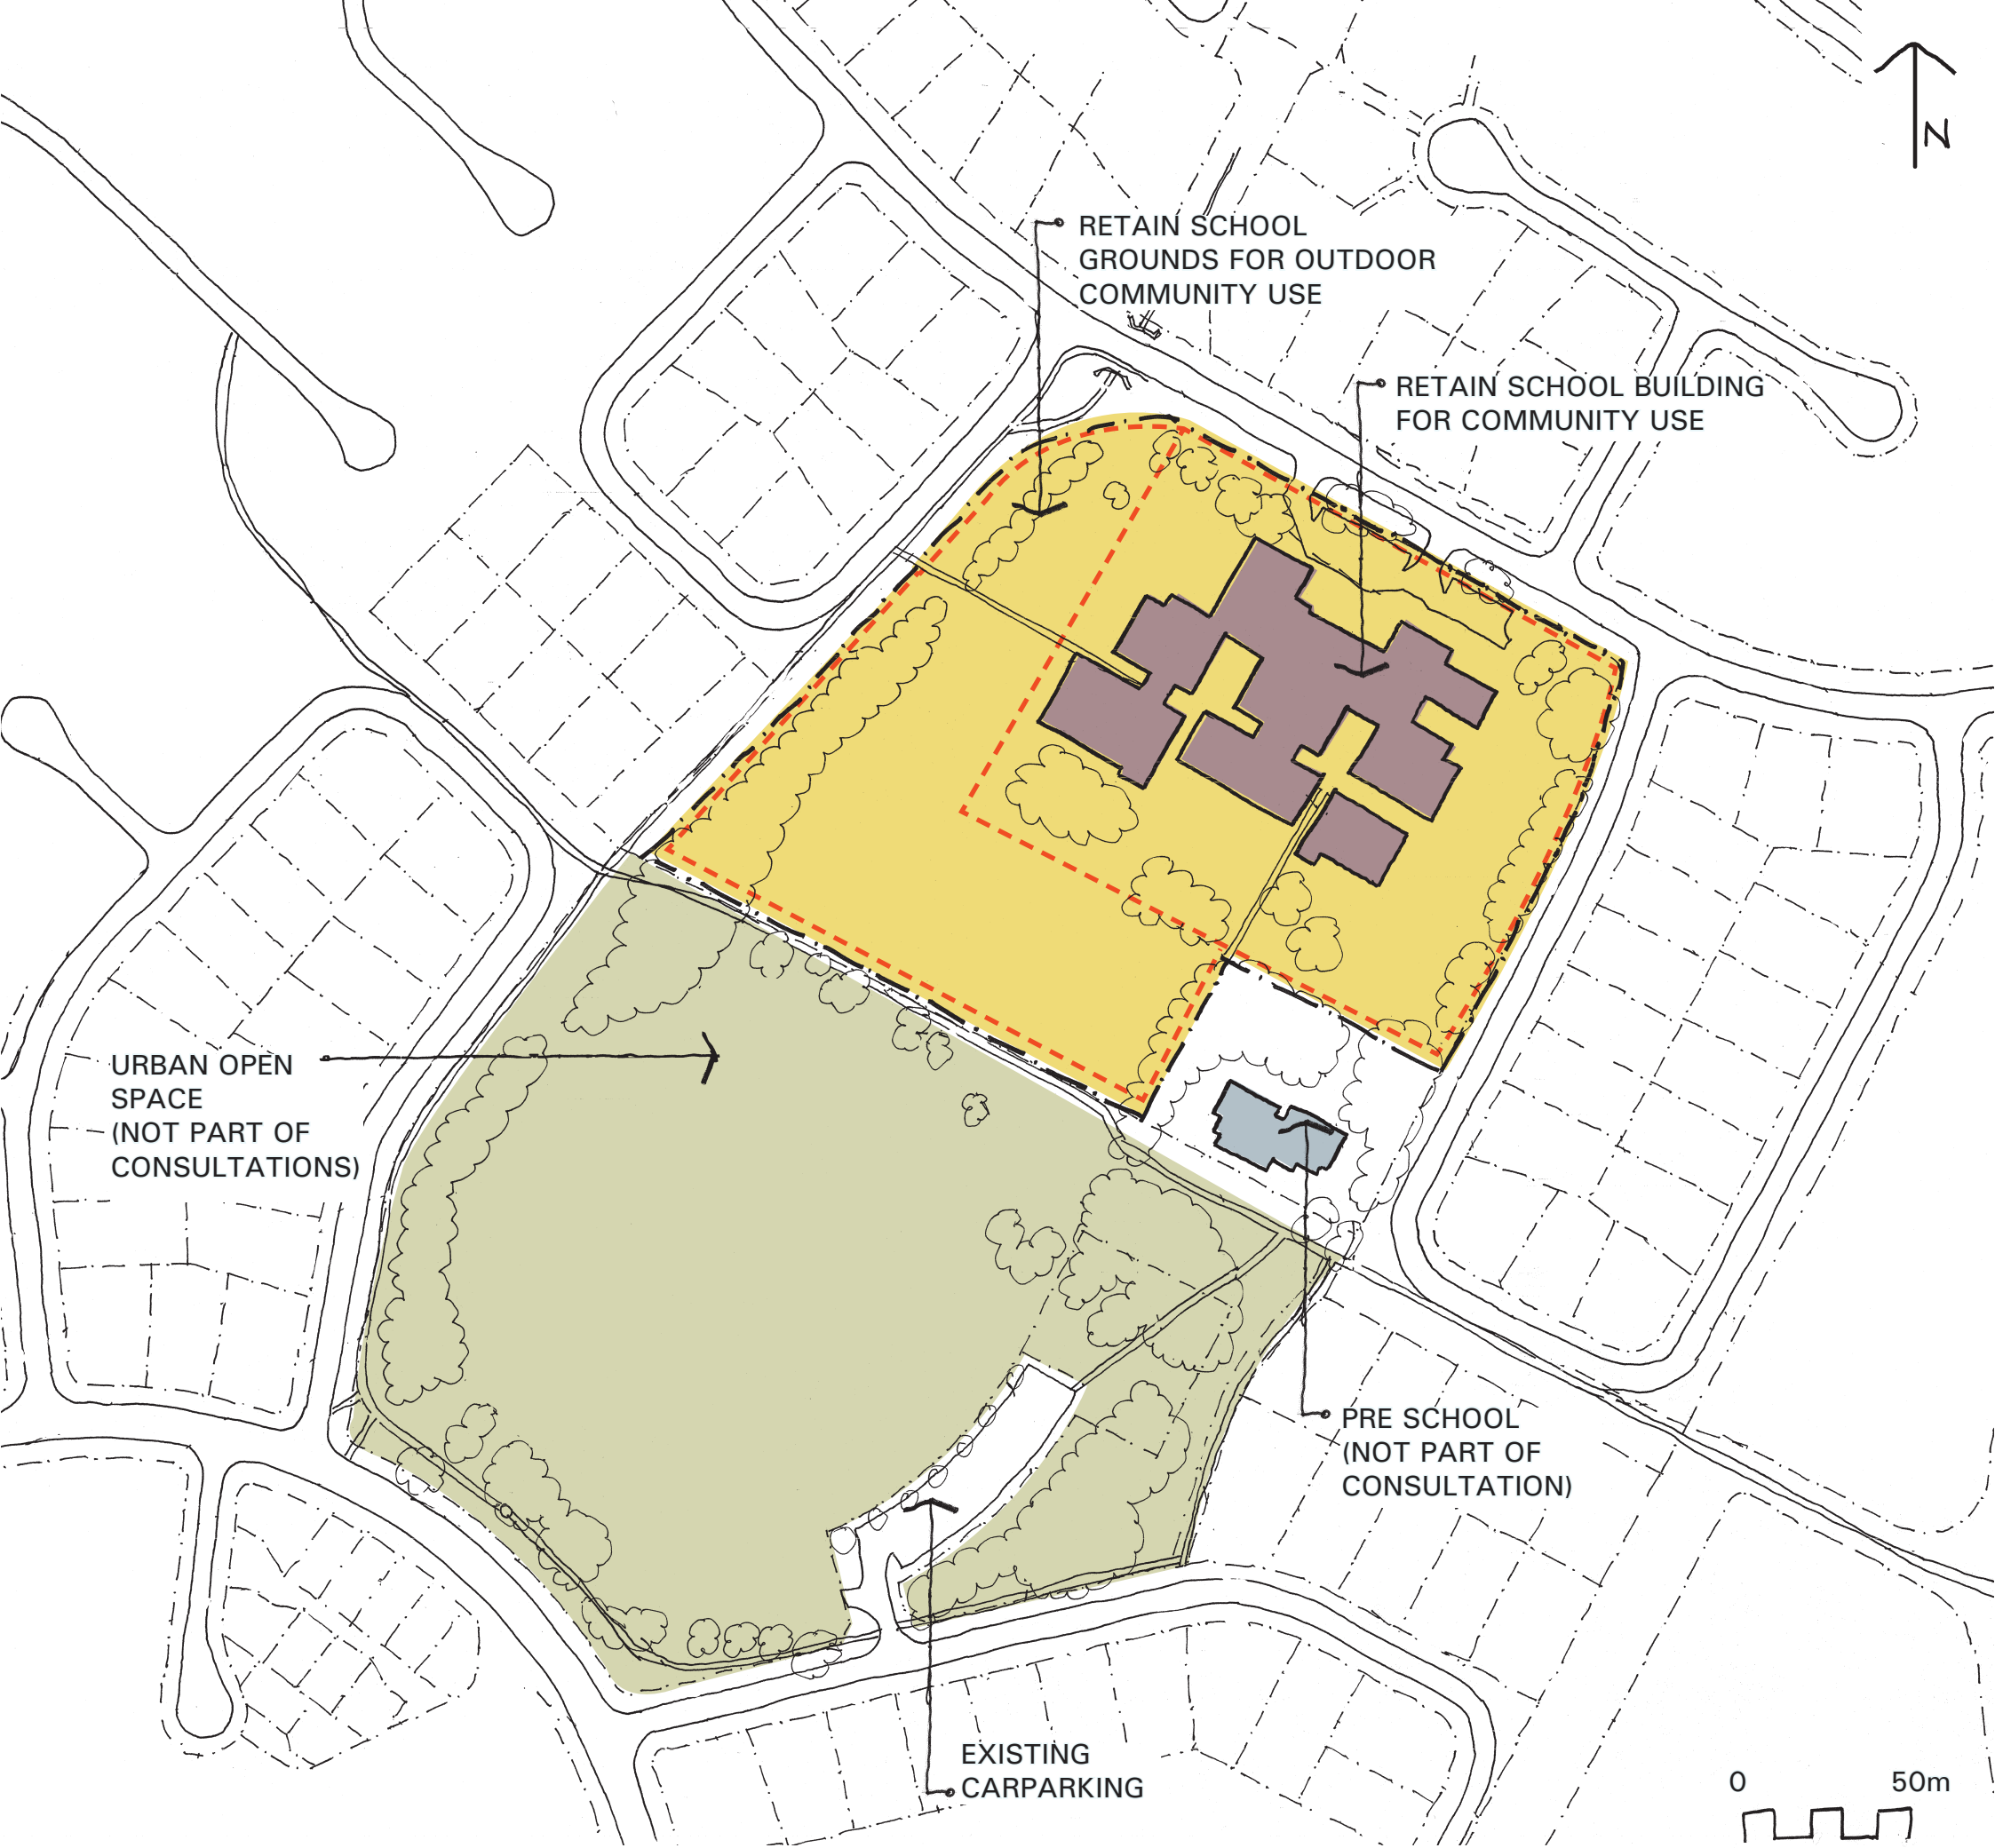 N
RETAIN SCHOOL
GROUNDS FOR OUTDOOR
COMMUNITY USE
RETAIN SCHOOL BUILDING
FOR COMMUNITY USE
URBAN OPEN
SPACE
(NOT PART OF
CONSULTATIONS)
PRE SCHOOL
(NOT PART OF
CONSULTATION)
EXISTING
CARPARKING
0 50m